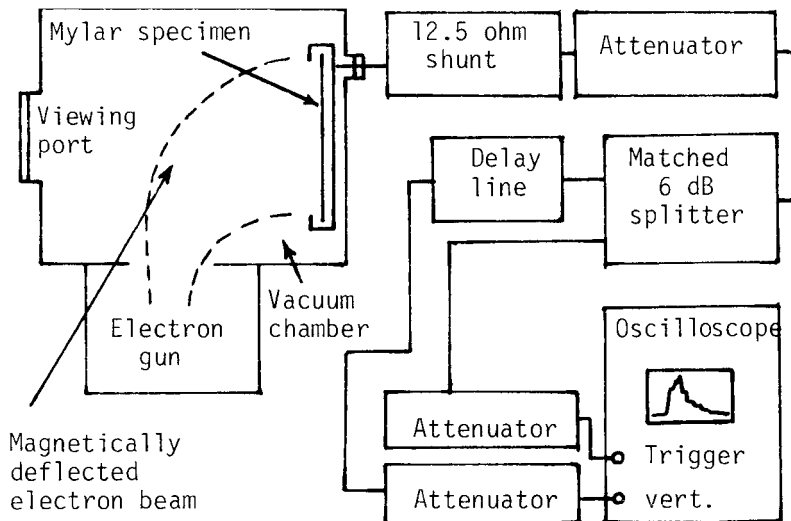 Mylar specimen
12.5 ohm
shunt
Attenuator
Viewing
port
Delay
line
Matched
6 dB
splitter
Vacuum
chamber
Electron
gun
Oscilloscope
Magnetically
deflected
electron beam
Attenuator
Trigger
Attenuator
vert.